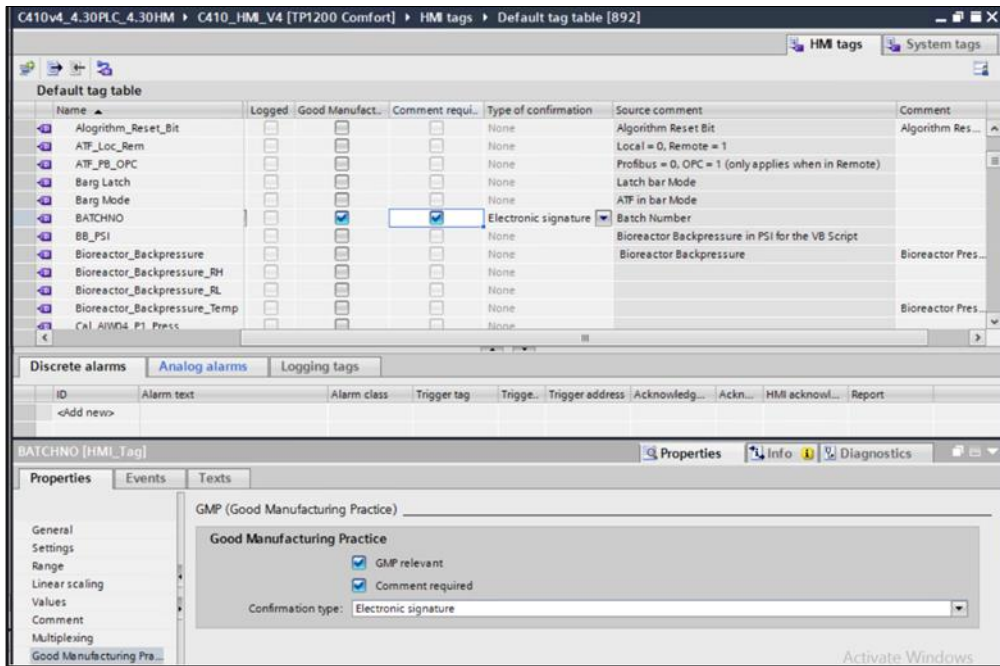 C410v4_4.30PLC_4.30HM ▸ C410_HMI_V4 [TP1200 Comfort] ▸ HMI tags ▸ Default tag table [892]
HMI tags System tags
Default tag table
Name Logged Good Manufact.. Comment requi.. Type of confirmation Source comment Comment
Alogrithm_Reset_Bit None Algorithm Reset Bit Algorithm Res...
ATF_Loc_Rem None Local = 0, Remote = 1
ATF_PB_OPC None Profibus = 0, OPC = 1 (only applies when in Remote)
Barg Latch None Latch bar Mode
Barg Mode None ATF in bar Mode
BATCHNO Electronic signature Batch Number
BB_PSI None Bioreactor Backpressure in PSI for the VB Script
Bioreactor_Backpressure None Bioreactor Backpressure Bioreactor Pres...
Bioreactor_Backpressure_RH None
Bioreactor_Backpressure_RL None
Bioreactor_Backpressure_Temp None Bioreactor Pres...
Cal_AIWD4_P1_Press None
Discrete alarms Analog alarms Logging tags
ID Alarm text Alarm class Trigger tag Trigge.. Trigger address Acknowledg... Ackn... HMI acknowl... Report
<Add new>
BATCHNO [HMI_Tag] Properties Info Diagnostics
Properties Events Texts
GMP (Good Manufacturing Practice)
General
Good Manufacturing Practice
Settings
GMP relevant
Range
Comment required
Linear scaling
Values
Confirmation type: Electronic signature
Comment
Multiplexing
Good Manufacturing Pra...
Activate Windows